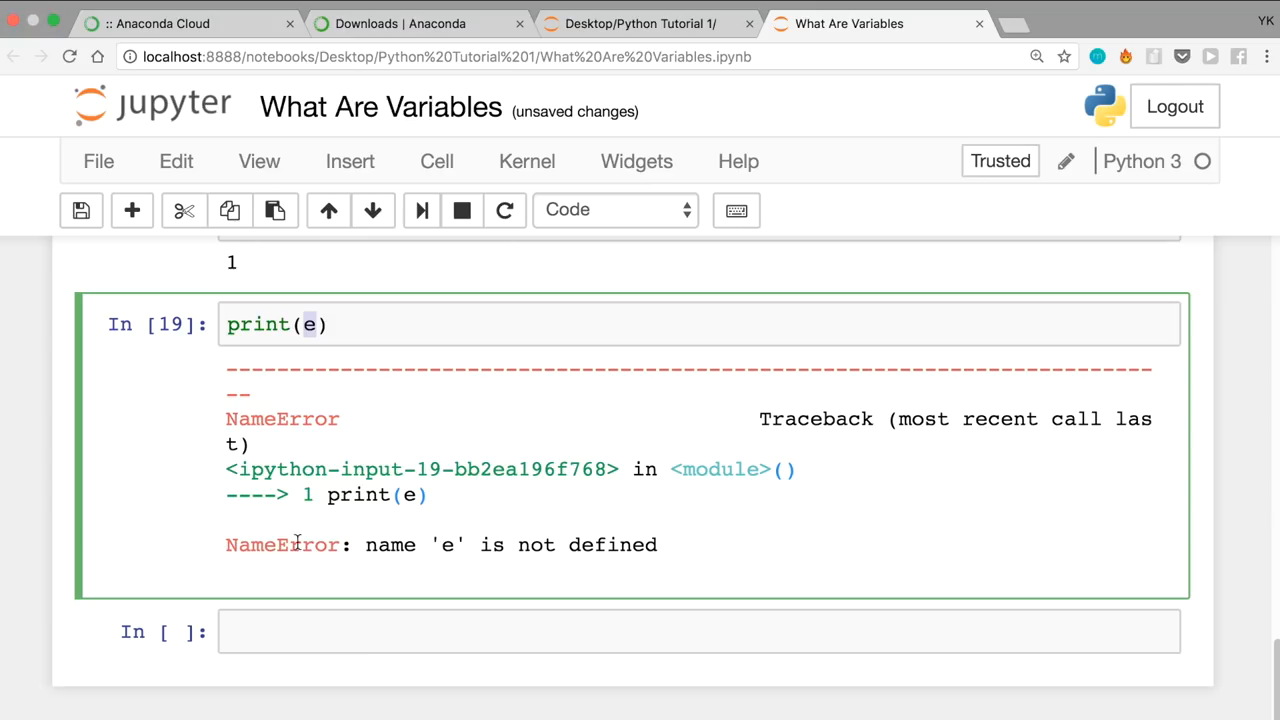 :: Anaconda Cloud
Downloads | Anaconda
Desktop/Python Tutorial 1/
What Are Variables
YK
localhost:8888/notebooks/Desktop/Python%20Tutorial%201/What%20Are%20Variables.ipynb
jupyter What Are Variables (unsaved changes)
Logout
File Edit View Insert Cell Kernel Widgets Help
Trusted
Python 3
Code
1
In [19]: print(e)
---------------------------------------------------------------------------
--
NameError Traceback (most recent call las
t)
<ipython-input-19-bb2ea196f768> in <module>()
----> 1 print(e)
NameError: name 'e' is not defined
In [ ]: